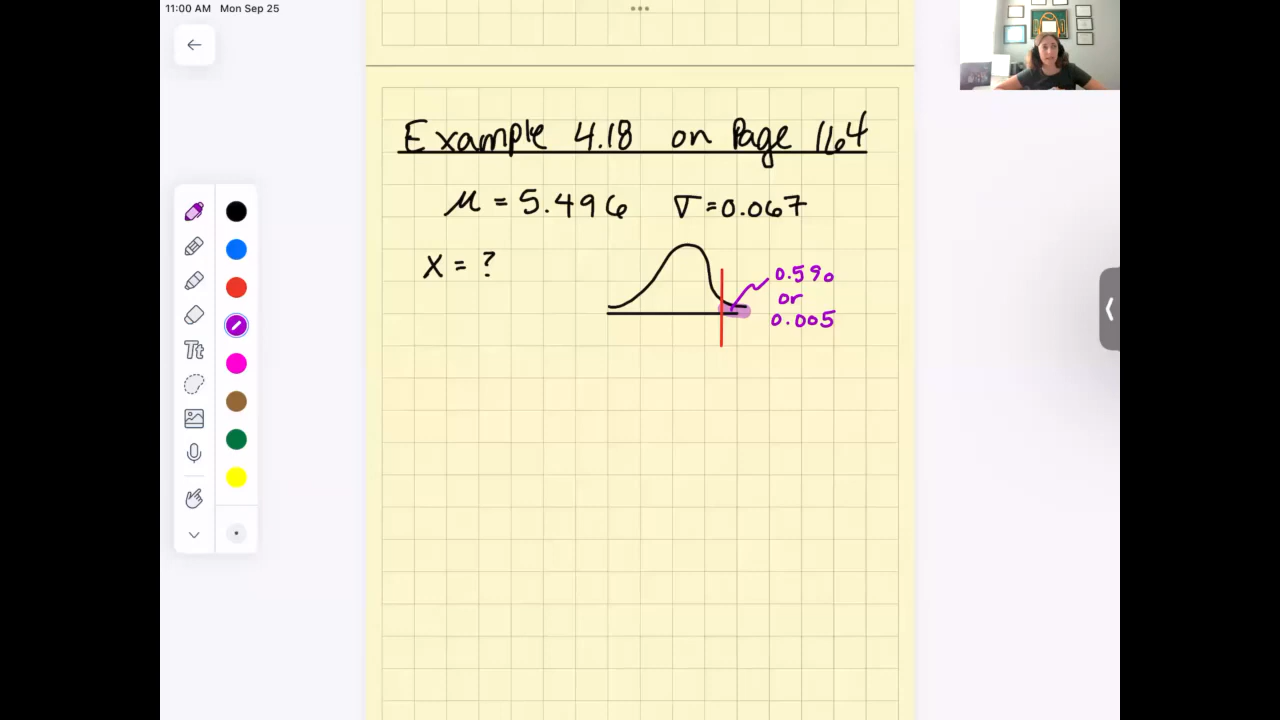 11:00 AM Mon Sep 25
Example 4.18 on Page 164
μ = 5.496 σ = 0.067
X = ?
0.5%
or
0.005
Tt